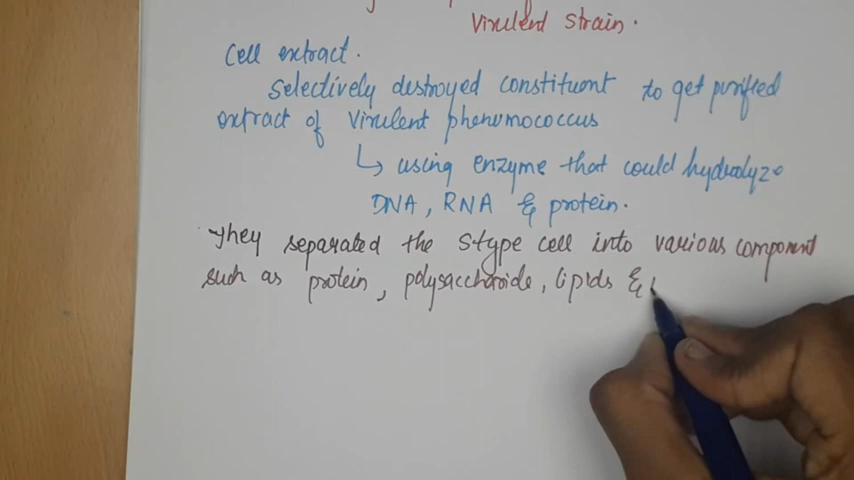 Virulent strain.
Cell extract.
Selectively destroyed constituent to get purified
extract of virulent phenumococcus
↳ using enzyme that could hydrolyze
DNA, RNA & protein.
They separated the S-type cell into various component
such as protein, polysaccharide, lipids &